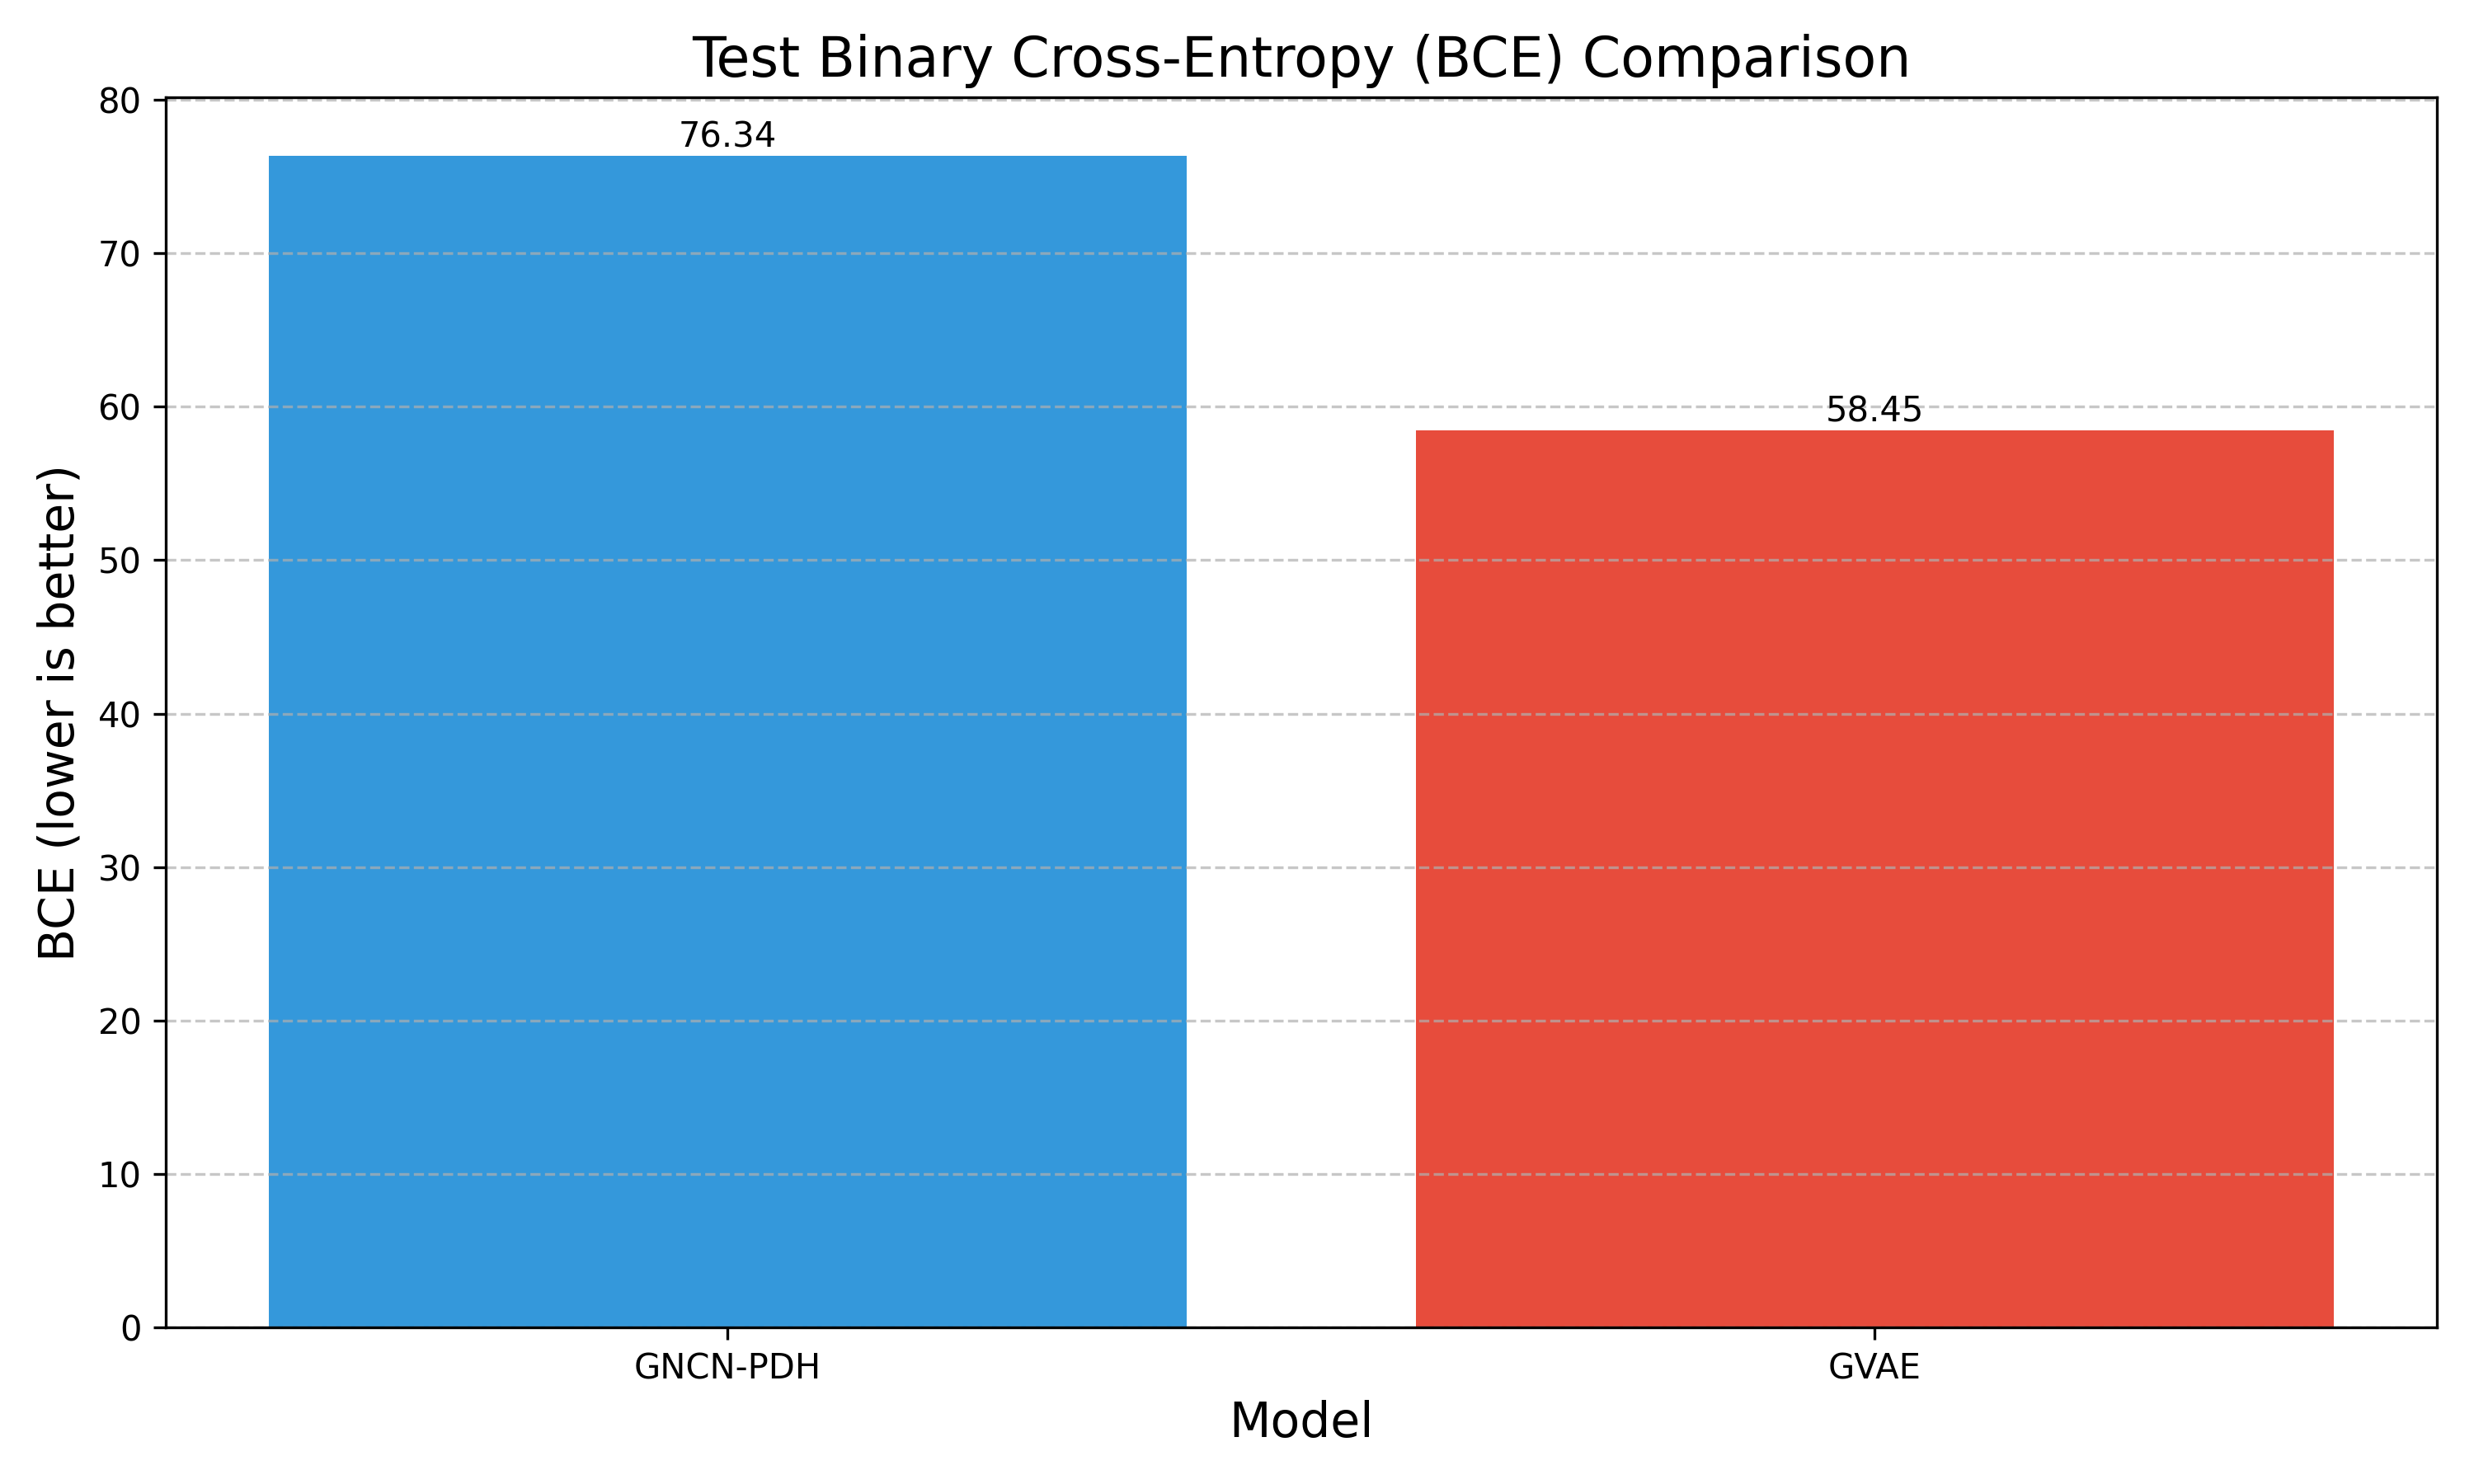 Test Binary Cross-Entropy (BCE) Comparison
80
76.34
70
60
58.45
50
40
30
20
10
0
BCE (lower is better)
GNCN-PDH
GVAE
Model